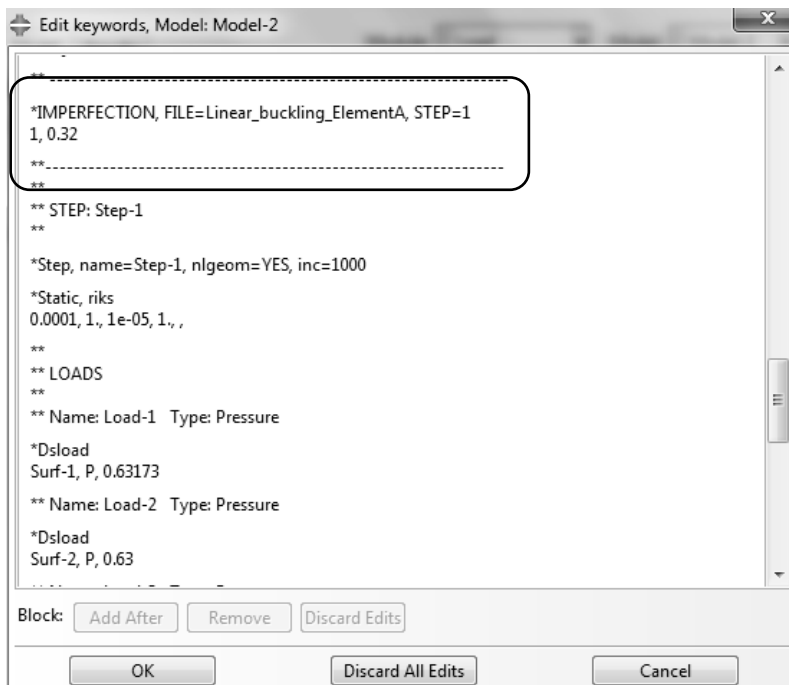 Edit keywords, Model: Model-2
** -----------------------------------------------------------------
*IMPERFECTION, FILE=Linear_buckling_ElementA, STEP=1
1, 0.32
**-----------------------------------------------------------------
**
** STEP: Step-1
**
*Step, name=Step-1, nlgeom=YES, inc=1000
*Static, riks
0.0001, 1., 1e-05, 1., ,
**
** LOADS
**
** Name: Load-1   Type: Pressure
*Dsload
Surf-1, P, 0.63173
** Name: Load-2   Type: Pressure
*Dsload
Surf-2, P, 0.63
Block: Add After Remove Discard Edits
OK Discard All Edits Cancel